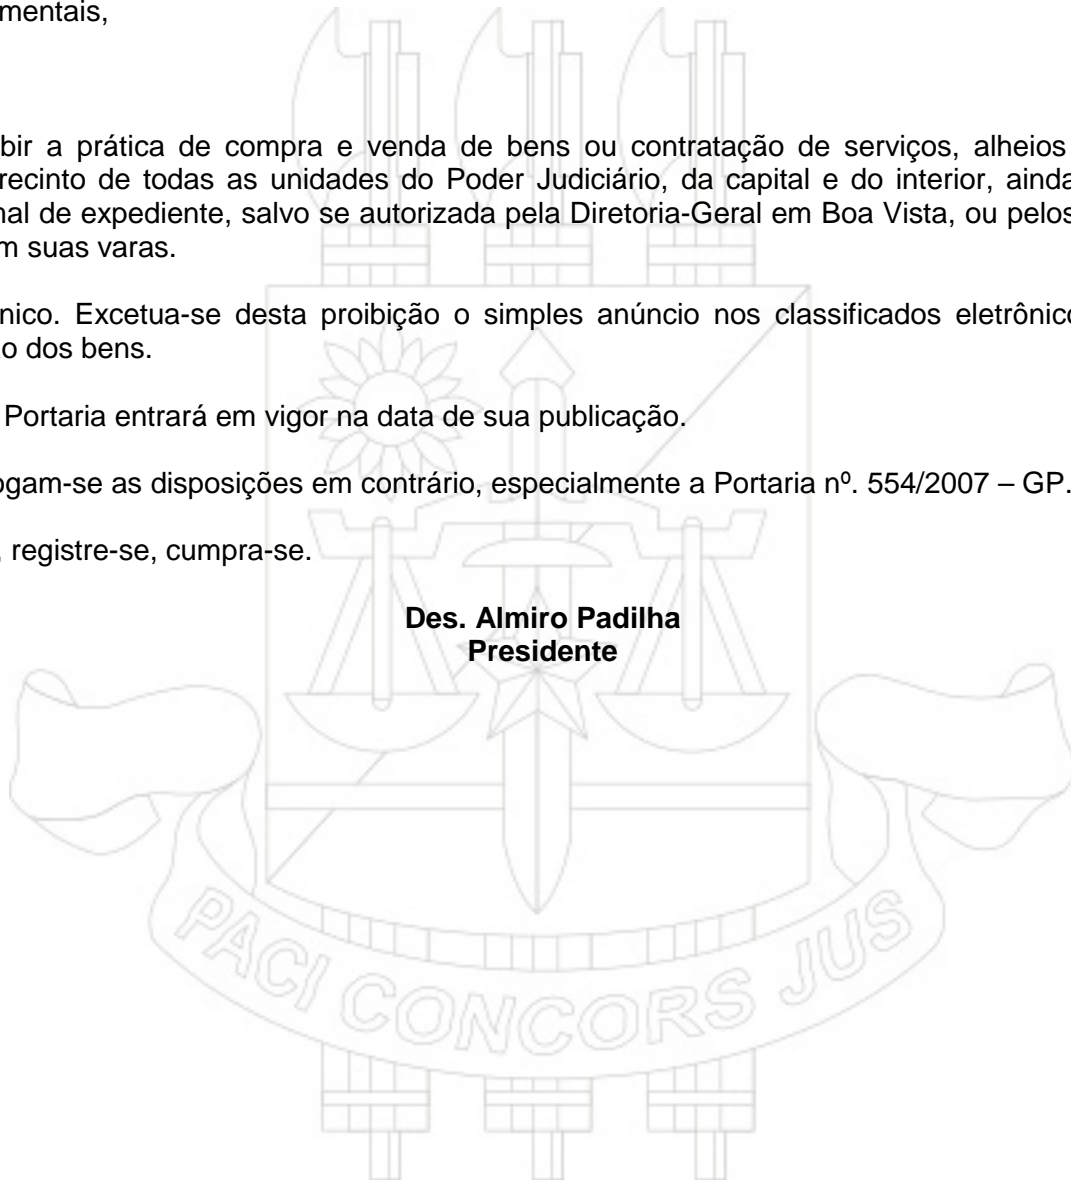 mentais,
bir a prática de compra e venda de bens ou contratação de serviços, alheios
recinto de todas as unidades do Poder Judiciário, da capital e do interior, ainda
nal de expediente, salvo se autorizada pela Diretoria-Geral em Boa Vista, ou pelos
m suas varas.
nico. Excetua-se desta proibição o simples anúncio nos classificados eletrônico
o dos bens.
Portaria entrará em vigor na data de sua publicação.
ogam-se as disposições em contrário, especialmente a Portaria nº. 554/2007 – GP.
, registre-se, cumpra-se.
Des. Almiro Padilha
Presidente
PACI CONCORS JUS